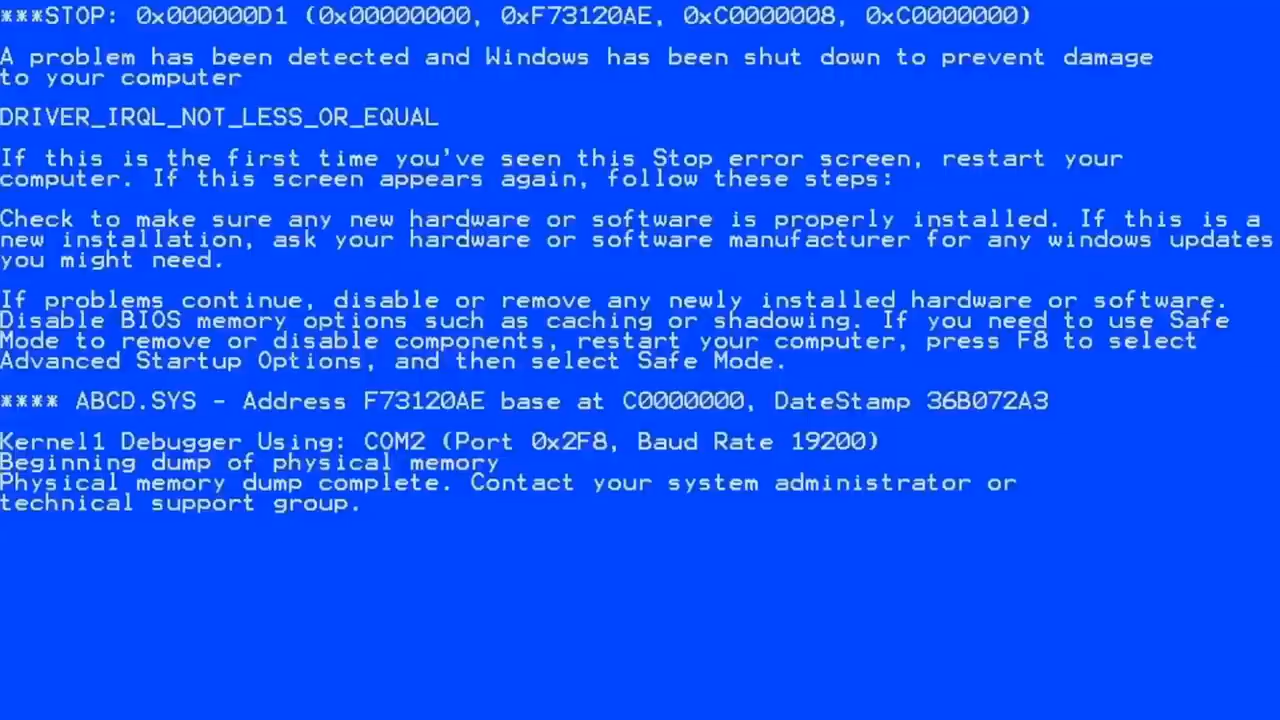 ***STOP: 0x000000D1 (0x00000000, 0xF73120AE, 0xC0000008, 0xC0000000)
A problem has been detected and Windows has been shut down to prevent damage
to your computer
DRIVER_IRQL_NOT_LESS_OR_EQUAL
If this is the first time you've seen this Stop error screen, restart your
computer. If this screen appears again, follow these steps:
Check to make sure any new hardware or software is properly installed. If this is a
new installation, ask your hardware or software manufacturer for any windows updates
you might need.
If problems continue, disable or remove any newly installed hardware or software.
Disable BIOS memory options such as caching or shadowing. If you need to use Safe
Mode to remove or disable components, restart your computer, press F8 to select
Advanced Startup Options, and then select Safe Mode.
**** ABCD.SYS - Address F73120AE base at C0000000, DateStamp 36B072A3
Kernel1 Debugger Using: COM2 (Port 0x2F8, Baud Rate 19200)
Beginning dump of physical memory
Physical memory dump complete. Contact your system administrator or
technical support group.